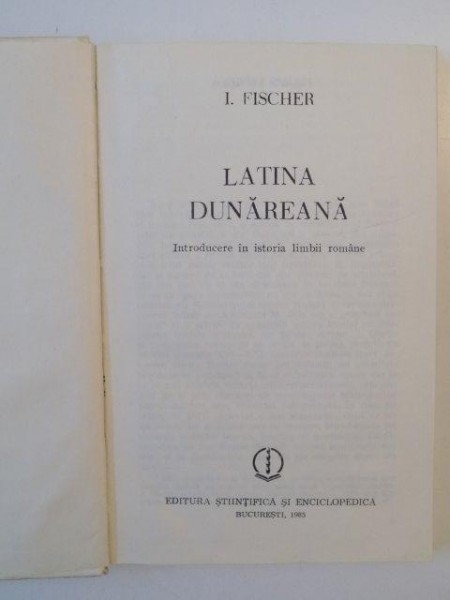 I. FISCHER
LATINA
DUNĂREANĂ
Introducere în istoria limbii române
EDITURA ȘTIINȚIFICĂ ȘI ENCICLOPEDICĂ
BUCUREȘTI, 1985